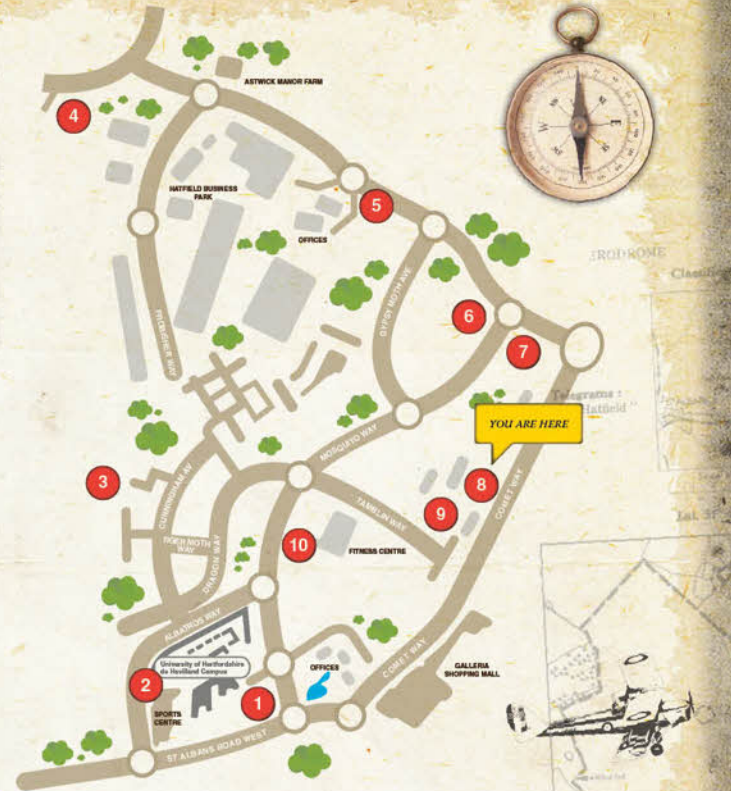 ASTWICK MANOR FARM
4
HATFIELD BUSINESS
PARK
5
OFFICES
N
E
W
GYPSY MOTH AVE
6
7
FROBISHER WAY
YOU ARE HERE
Telegrams :
Hatfield "
MOSQUITO WAY
3
CUNNINGHAM AV
8
9
COMET WAY
TAMBLIN WAY
TIGER MOTH
WAY
DRAGON WAY
10
FITNESS CENTRE
ALBATROS WAY
University of Hertfordshire
de Havilland Campus
OFFICES
COMET WAY
GALLERIA
SHOPPING MALL
2
1
SPORTS
CENTRE
ST ALBANS ROAD WEST